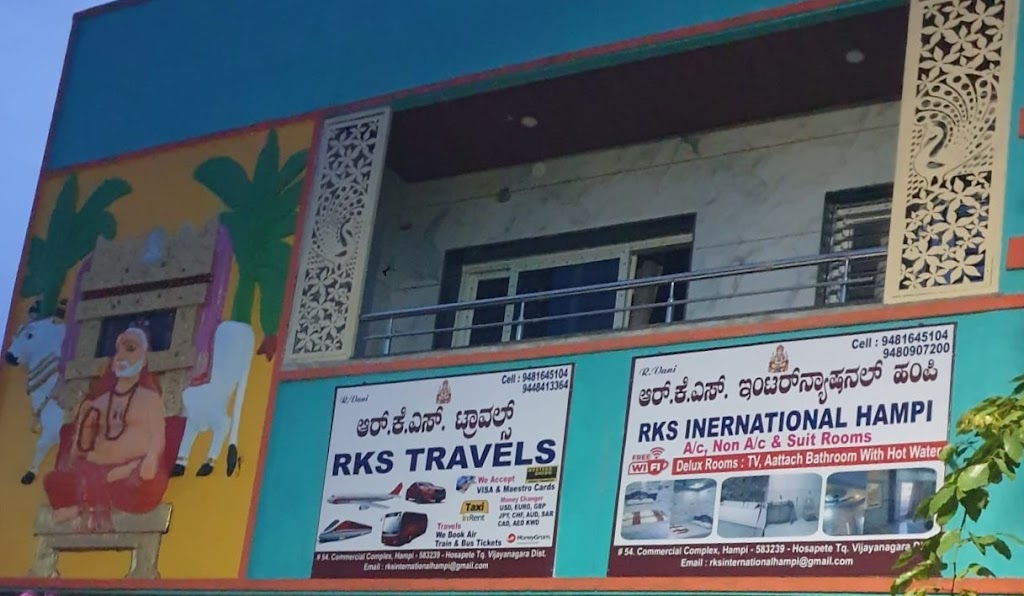 R.Vani
Cell : 9481645104
9448413364
ಆರ್.ಕೆ.ಎಸ್. ಟ್ರಾವಲ್ಸ್
RKS TRAVELS
We Accept
VISA & Maestro Cards
Taxi
inRent
Money Changer
USD, EURO, GBP
JPY, CHF, AUD, SAR
CAD, AED KWD
Travels
We Book Air
Train & Bus Tickets
MoneyGram
# 54. Commercial Complex, Hampi - 583239 - Hosapete Tq. Vijayanagara Dist.
Email : rksinternationalhampi@gmail.com
R.Vani
Cell : 9481645104
9480907200
ಆರ್.ಕೆ.ಎಸ್. ಇಂಟರ್‌ನ್ಯಾಷನಲ್ ಹಂಪಿ
RKS INERNATIONAL HAMPI
A/c, Non A/c & Suit Rooms
FREE
WiFi
Delux Rooms : TV, Aattach Bathroom With Hot Water
# 54. Commercial Complex, Hampi - 583239 - Hosapete Tq. Vijayanagara Dist.
Email : rksinternationalhampi@gmail.com